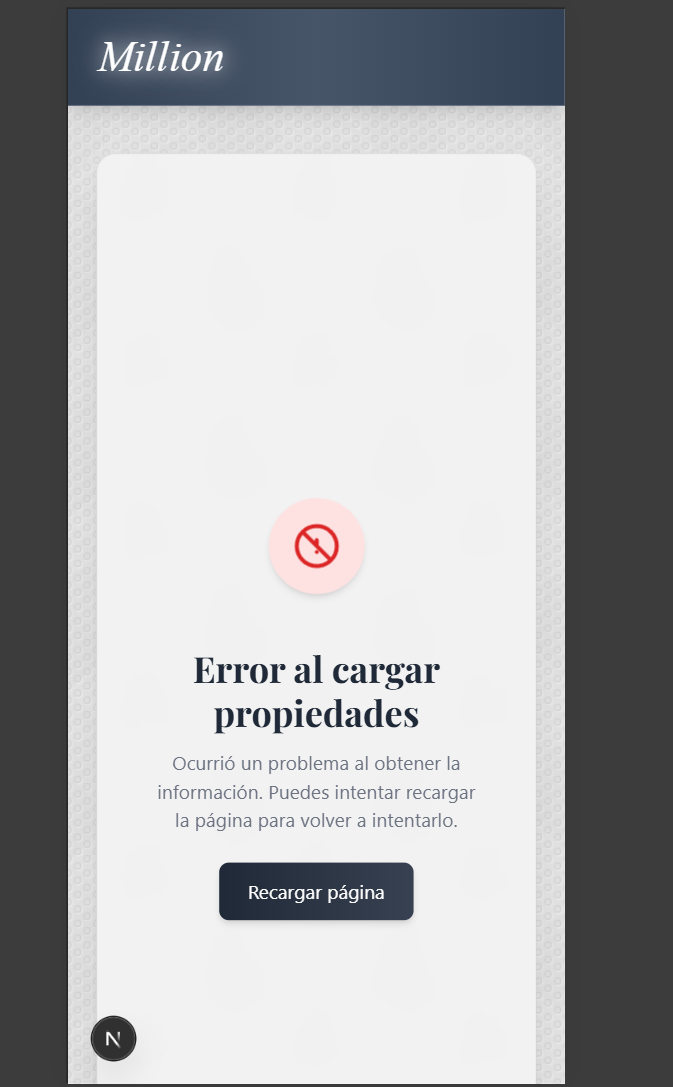 Million
Error al cargar
propiedades
Ocurrió un problema al obtener la
información. Puedes intentar recargar
la página para volver a intentarlo.
Recargar página
N